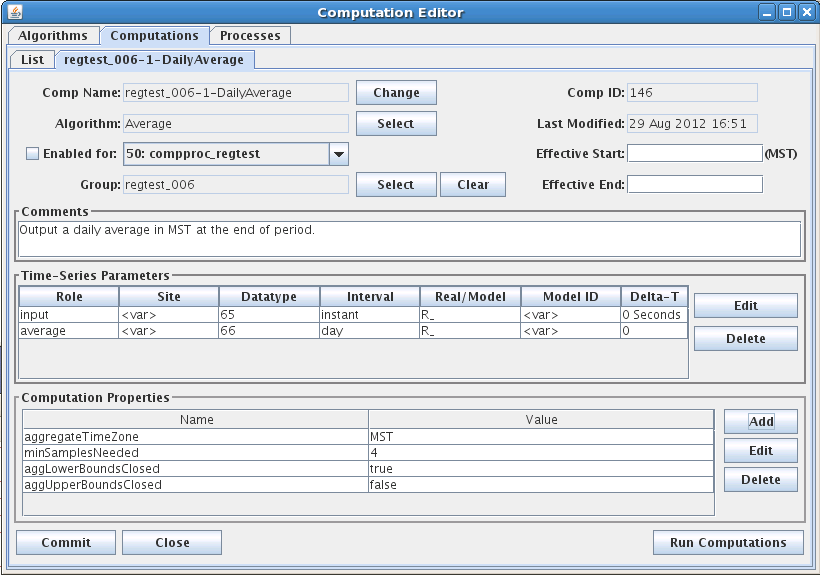 Computation Editor
Algorithms Computations Processes
List regtest_006-1-DailyAverage
Comp Name: regtest_006-1-DailyAverage Change Comp ID: 146
Algorithm: Average Select Last Modified: 29 Aug 2012 16:51
Enabled for: 50: compproc_regtest Effective Start: (MST)
Group: regtest_006 Select Clear Effective End:
Comments
Output a daily average in MST at the end of period.
Time-Series Parameters
Role Site Datatype Interval Real/Model Model ID Delta-T
input <var> 65 instant R_ <var> 0 Seconds
average <var> 66 day R_ <var> 0
Edit
Delete
Computation Properties
Name Value
aggregateTimeZone MST
minSamplesNeeded 4
aggLowerBoundsClosed true
aggUpperBoundsClosed false
Add
Edit
Delete
Commit Close Run Computations